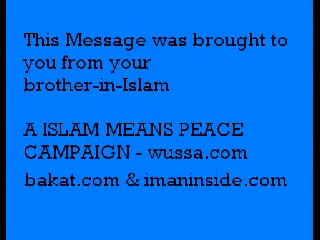 This Message was brought to
you from your
brother-in-Islam
A ISLAM MEANS PEACE
CAMPAIGN - wussa.com
bakat.com & imaninside.com